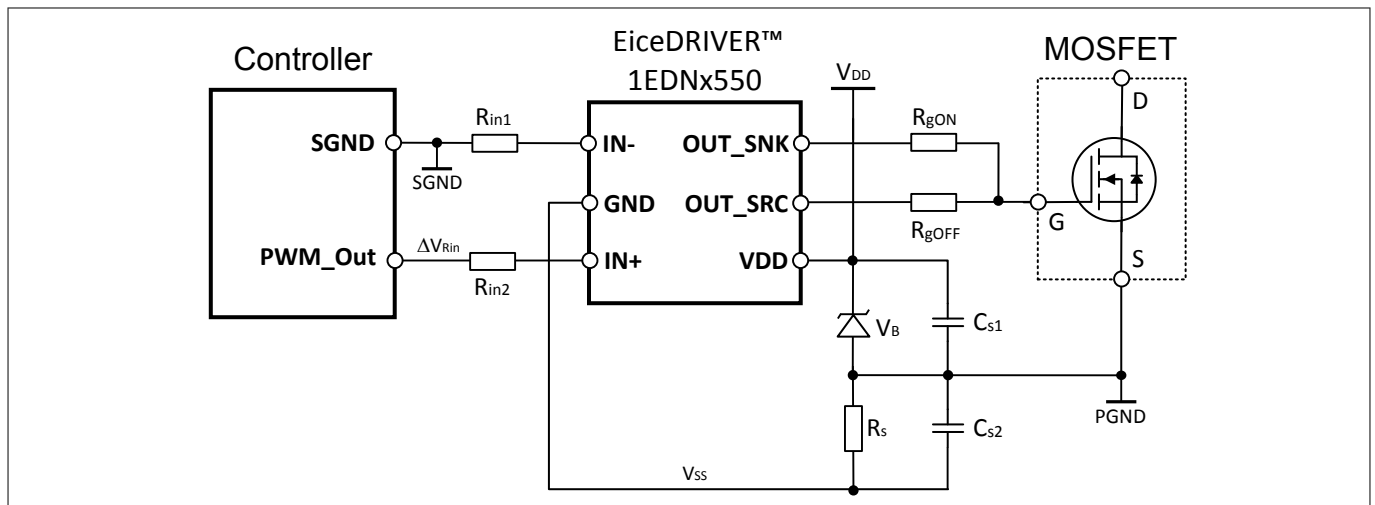 Controller
EiceDRIVER™
1EDNx550
MOSFET
VDD
D
Rin1
RgON
SGND
IN-
OUT_SNK
SGND
GND
OUT_SRC
G
RgOFF
PWM_Out
ΔVRin
IN+
VDD
S
Rin2
VB
Cs1
PGND
Rs
Cs2
VSS